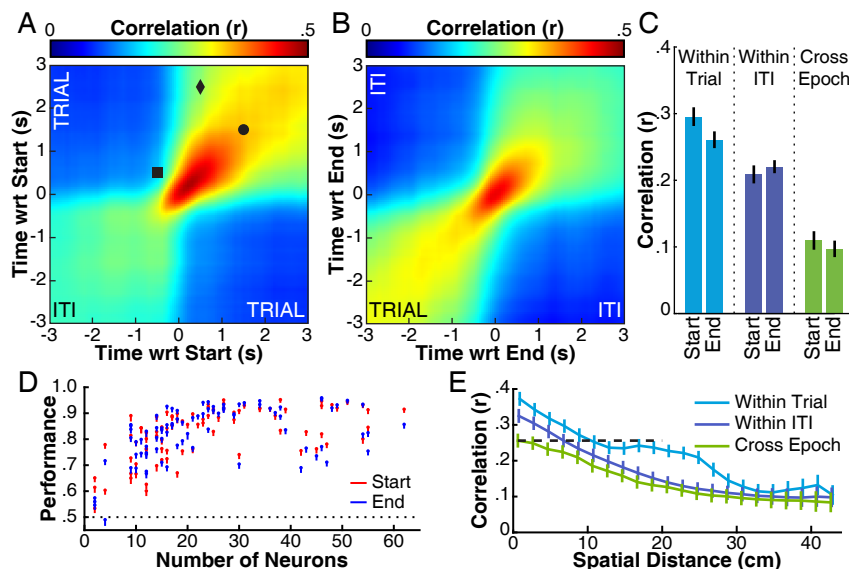 A
Correlation (r)
0
.5
3
2
1
0
-1
-2
-3
Time wrt Start (s)
TRIAL
ITI
TRIAL
-3 -2 -1 0 1 2 3
Time wrt Start (s)
B
Correlation (r)
0
.5
3
2
1
0
-1
-2
-3
Time wrt End (s)
ITI
TRIAL
ITI
-3 -2 -1 0 1 2 3
Time wrt End (s)
C
.4
.3
.2
.1
0
Correlation (r)
Within Within Cross
Trial ITI Epoch
Start
End
Start
End
Start
End
D
1.0
.9
.8
.7
.6
.5
Performance
Start
End
0 10 20 30 40 50 60
Number of Neurons
E
.4
.3
.2
.1
0
Correlation (r)
Within Trial
Within ITI
Cross Epoch
0 10 20 30 40
Spatial Distance (cm)